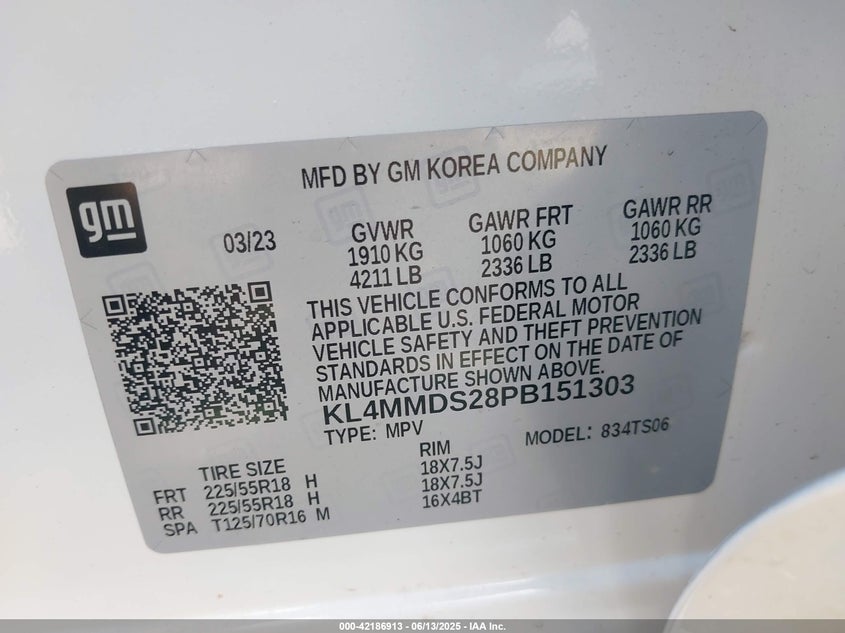 MFD BY GM KOREA COMPANY
gm
03/23
GVWR GAWR FRT GAWR RR
1910 KG 1060 KG 1060 KG
4211 LB 2336 LB 2336 LB
THIS VEHICLE CONFORMS TO ALL
APPLICABLE U.S. FEDERAL MOTOR
VEHICLE SAFETY AND THEFT PREVENTION
STANDARDS IN EFFECT ON THE DATE OF
MANUFACTURE SHOWN ABOVE.
KL4MMDS28PB151303
TYPE: MPV MODEL: 834TS06
TIRE SIZE RIM
FRT 225/55R18 H 18X7.5J
RR 225/55R18 H 18X7.5J
SPA T125/70R16 M 16X4BT
000-42186913 - 06/13/2025 - IAA Inc.